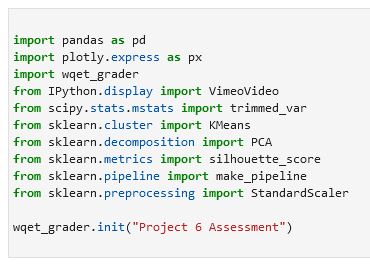 import pandas as pd
import plotly.express as px
import wqet_grader
from IPython.display import VimeoVideo
from scipy.stats.mstats import trimmed_var
from sklearn.cluster import KMeans
from sklearn.decomposition import PCA
from sklearn.metrics import silhouette_score
from sklearn.pipeline import make_pipeline
from sklearn.preprocessing import StandardScaler
wqet_grader.init("Project 6 Assessment")